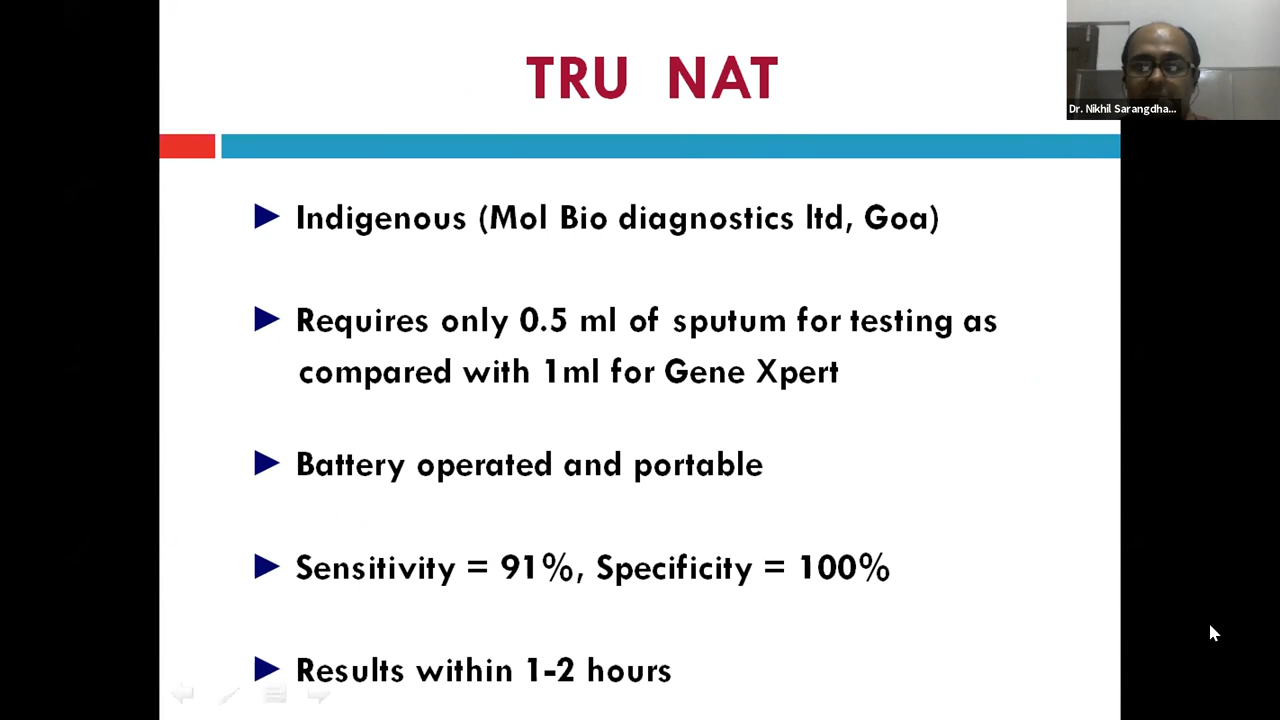 TRU NAT
Dr. Nikhil Sarangdha...
► Indigenous (Mol Bio diagnostics ltd, Goa)
► Requires only 0.5 ml of sputum for testing as
compared with 1ml for Gene Xpert
► Battery operated and portable
► Sensitivity = 91%, Specificity = 100%
► Results within 1-2 hours